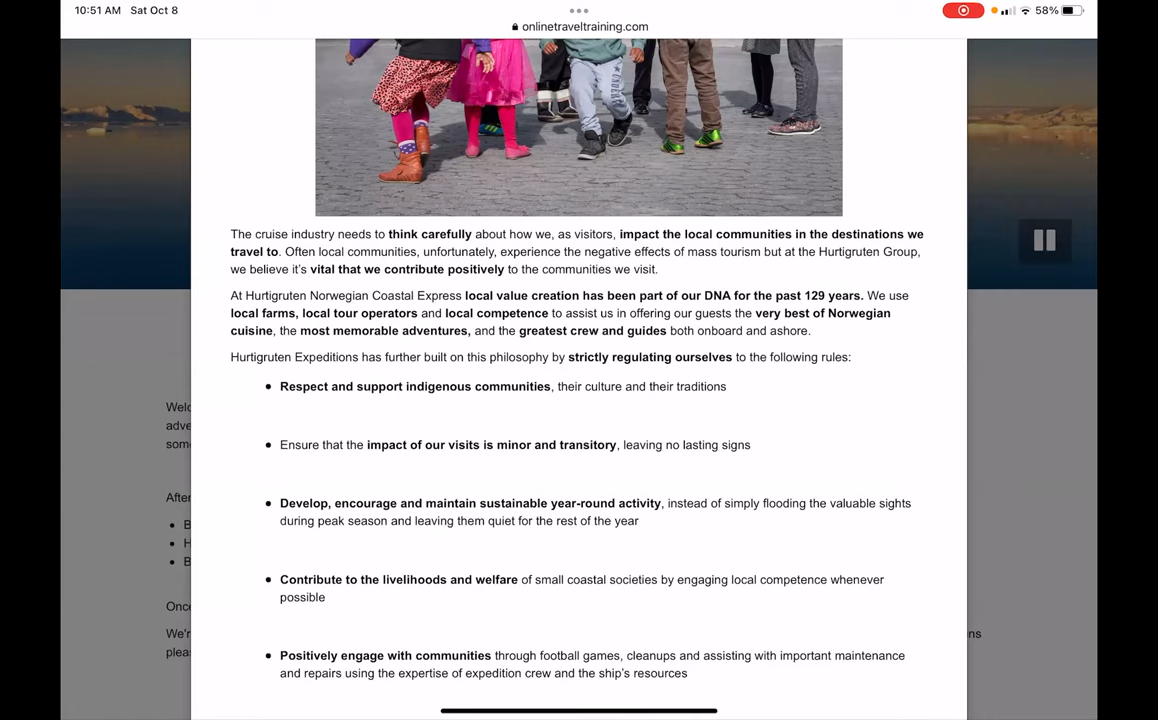 10:51 AM Sat Oct 8
58%
onlinetraveltraining.com
The cruise industry needs to think carefully about how we, as visitors, impact the local communities in the destinations we
travel to. Often local communities, unfortunately, experience the negative effects of mass tourism but at the Hurtigruten Group,
we believe it's vital that we contribute positively to the communities we visit.
At Hurtigruten Norwegian Coastal Express local value creation has been part of our DNA for the past 129 years. We use
local farms, local tour operators and local competence to assist us in offering our guests the very best of Norwegian
cuisine, the most memorable adventures, and the greatest crew and guides both onboard and ashore.
Hurtigruten Expeditions has further built on this philosophy by strictly regulating ourselves to the following rules:
• Respect and support indigenous communities, their culture and their traditions
• Ensure that the impact of our visits is minor and transitory, leaving no lasting signs
• Develop, encourage and maintain sustainable year-round activity, instead of simply flooding the valuable sights
during peak season and leaving them quiet for the rest of the year
• Contribute to the livelihoods and welfare of small coastal societies by engaging local competence whenever
possible
• Positively engage with communities through football games, cleanups and assisting with important maintenance
and repairs using the expertise of expedition crew and the ship's resources
Welc
adve
som
After
• B
• H
• B
Once
We're
ns
pleas